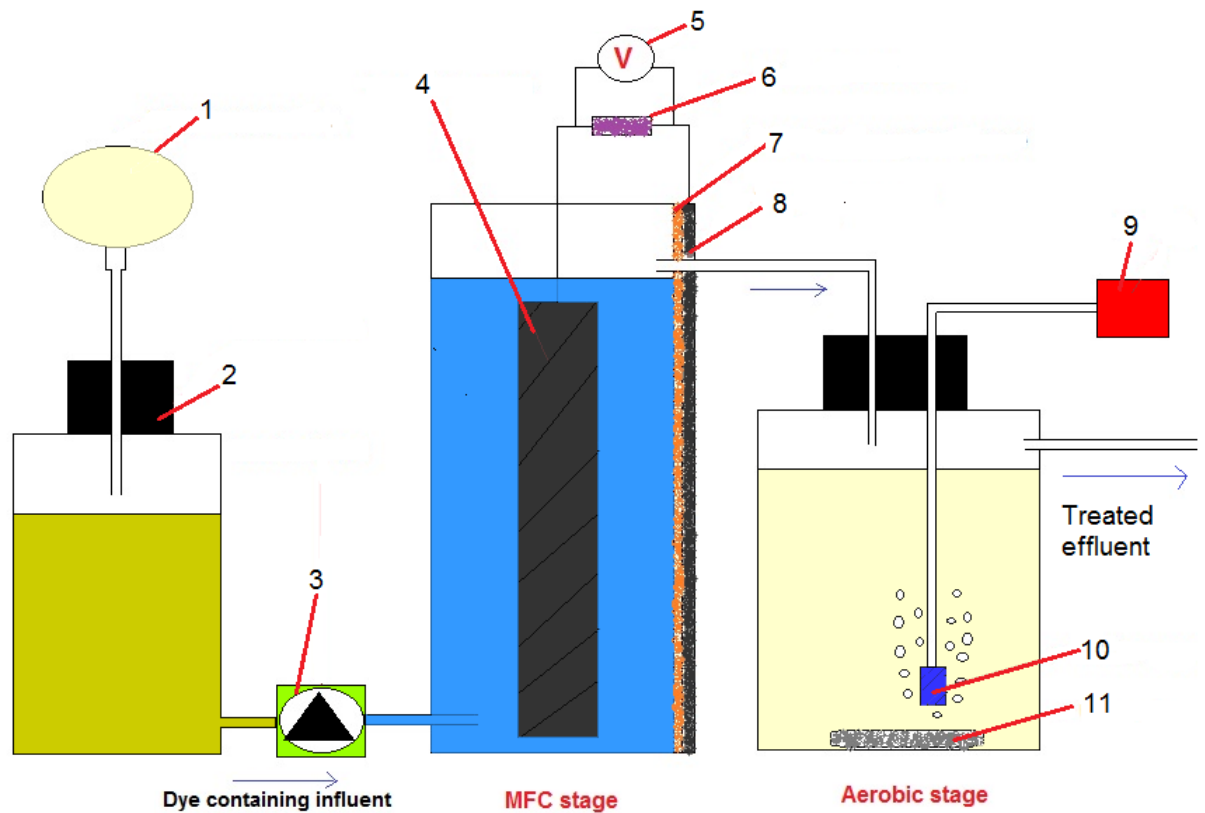 5
V
4
6
1
7
8
9
2
Treated
effluent
3
10
11
Dye containing influent
MFC stage
Aerobic stage